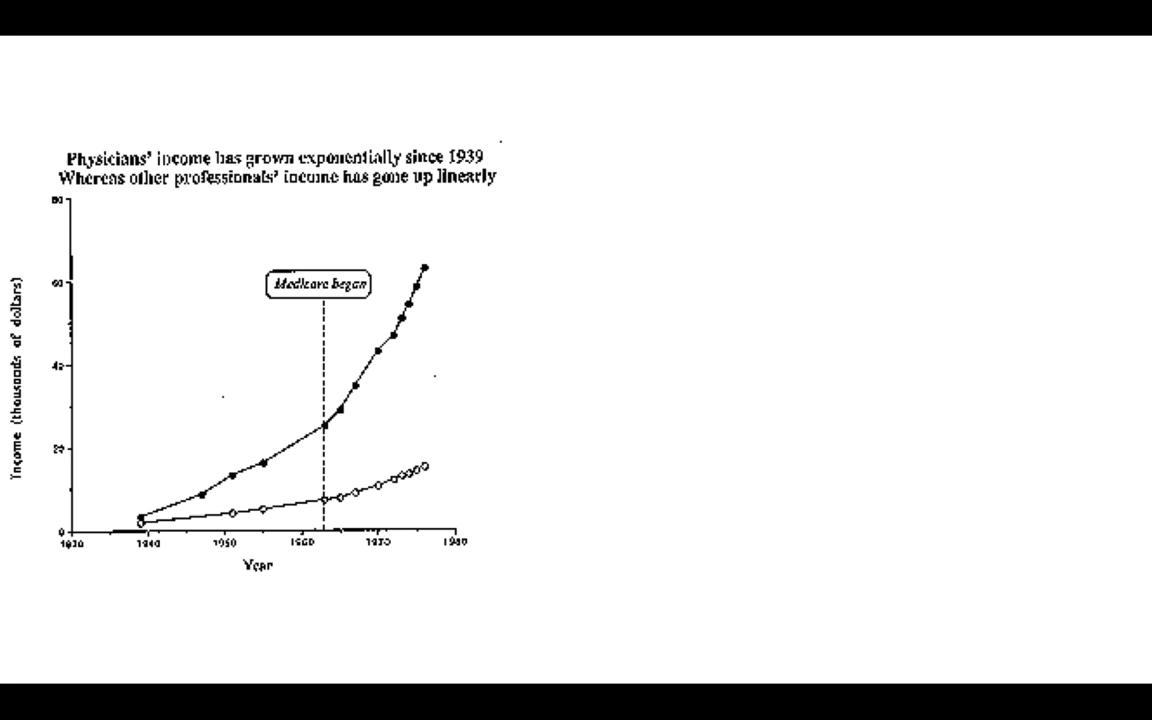 Physicians' income has grown exponentially since 1939
Whereas other professionals' income has gone up linearly
80
60
40
20
0
Income (thousands of dollars)
Medicare began
1930 1940 1950 1960 1970 1980
Year